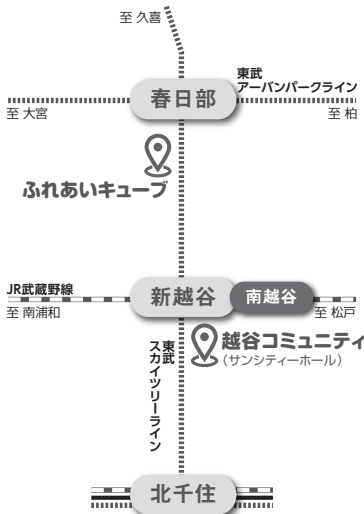 至 久喜
東武
アーバンパークライン
春日部
至 大宮
至 柏
ふれあいキューブ
JR武蔵野線
新越谷
南越谷
至 南浦和
至 松戸
越谷コミュニティ
(サンシティーホール)
東武
スカイツリーライン
北千住